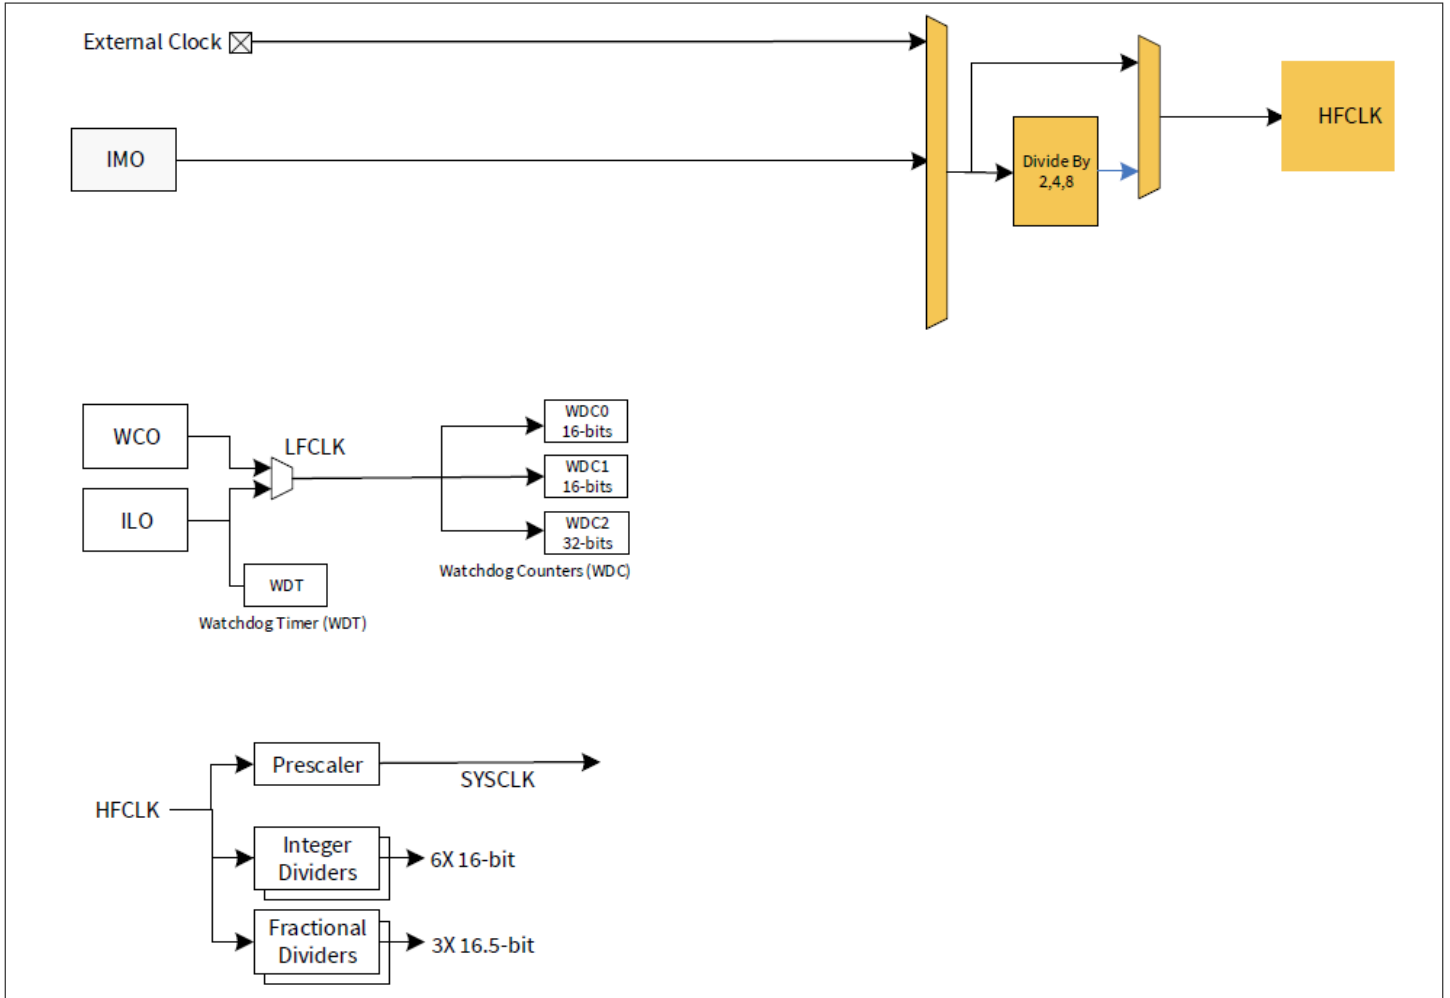 External Clock
IMO
Divide By
2,4,8
HFCLK
WCO
ILO
LFCLK
WDT
Watchdog Timer (WDT)
WDC0
16-bits
WDC1
16-bits
WDC2
32-bits
Watchdog Counters (WDC)
HFCLK
Prescaler
SYSCLK
Integer
Dividers
6X 16-bit
Fractional
Dividers
3X 16.5-bit